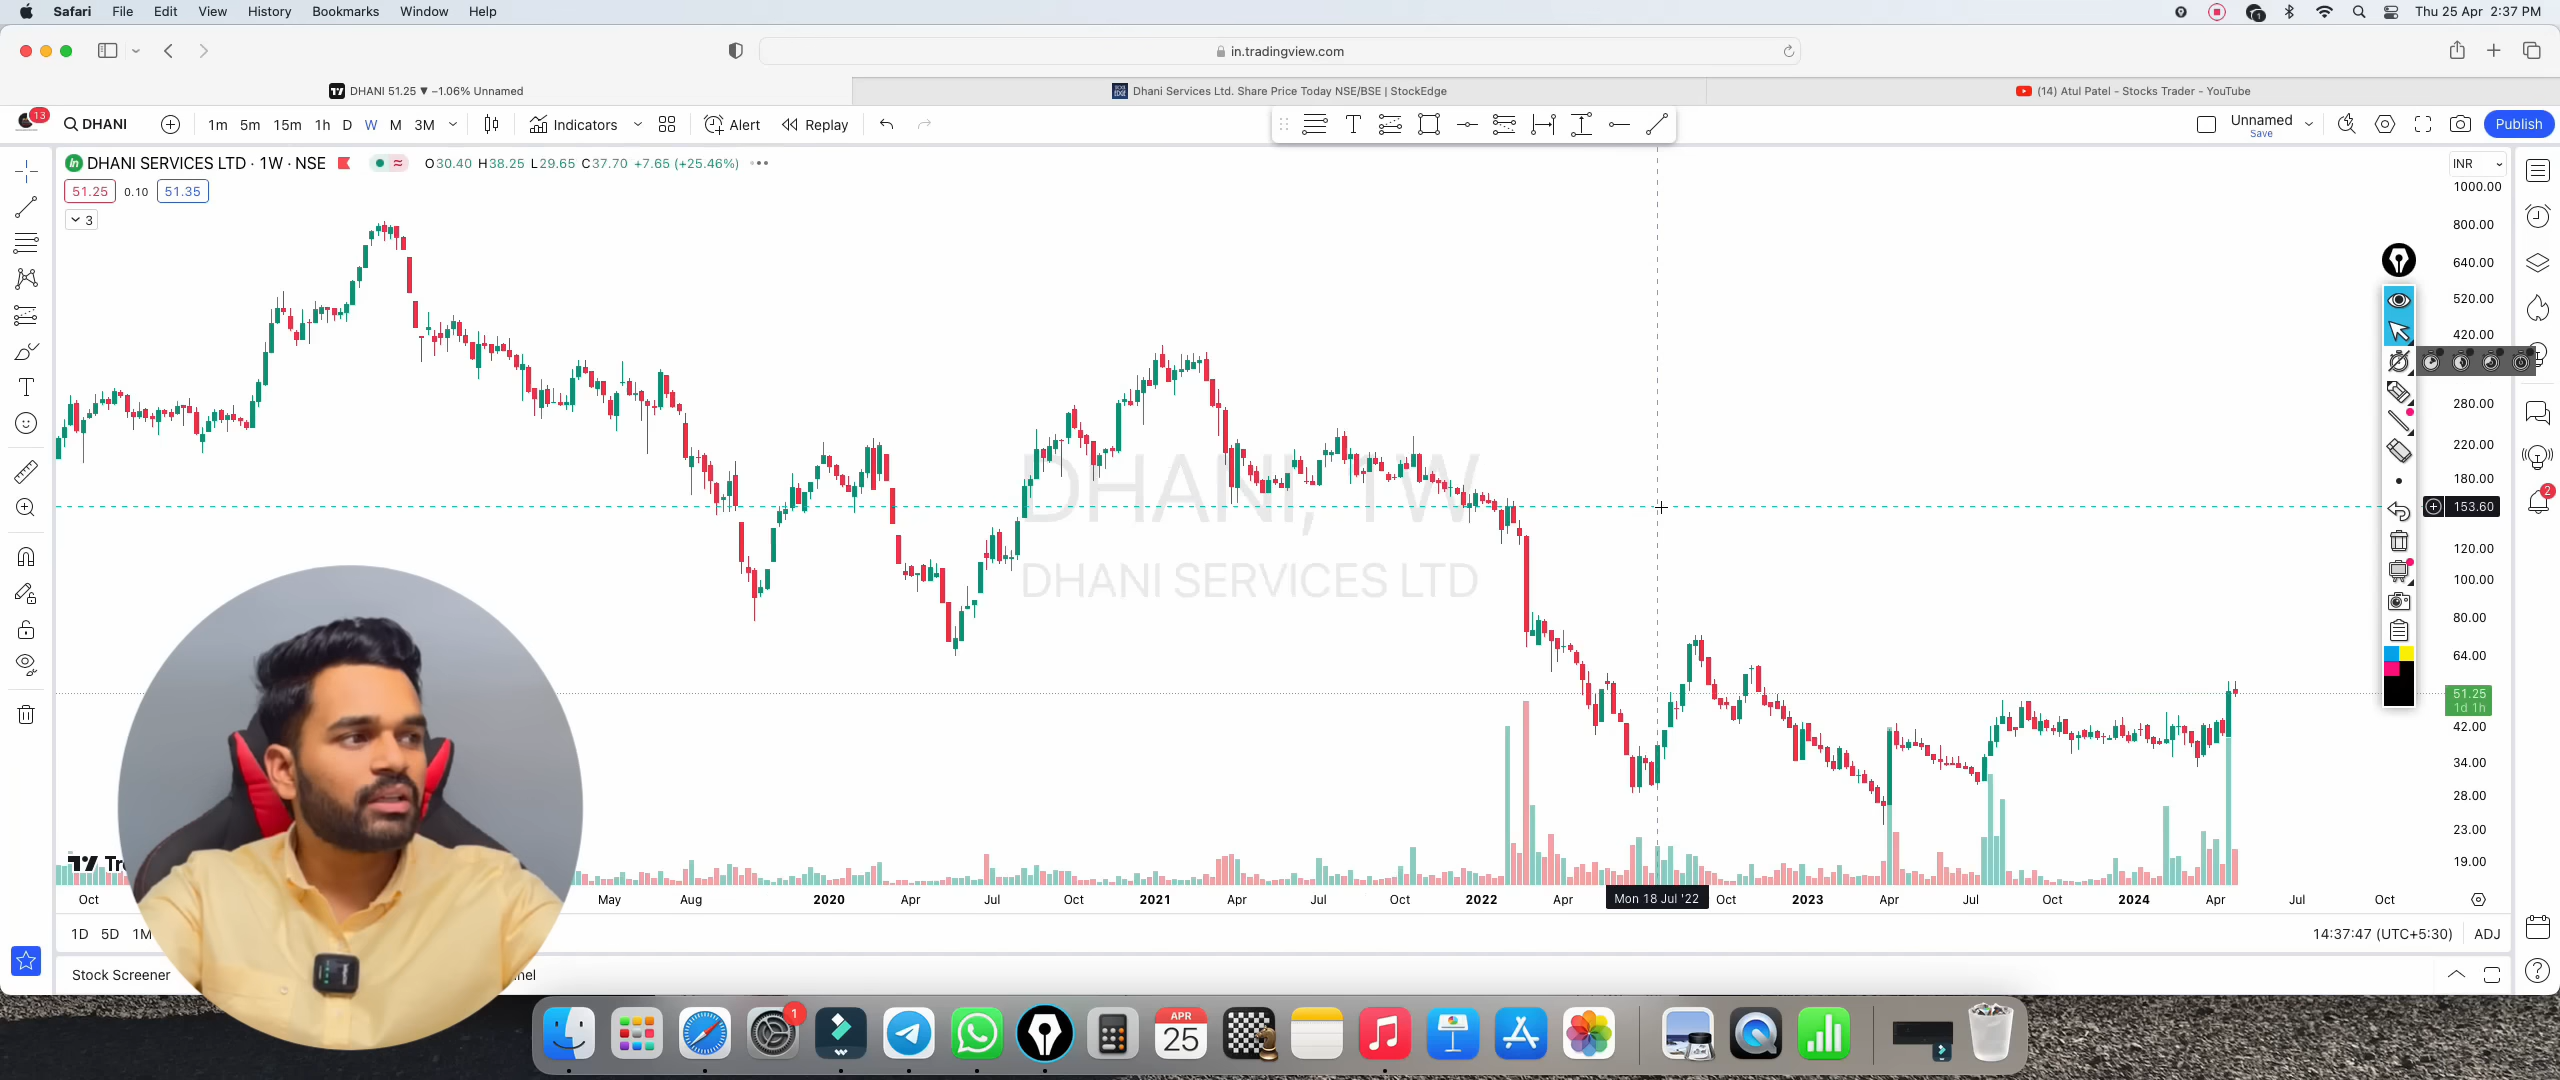 Safari File Edit View History Bookmarks Window Help
1
Thu 25 Apr 2:37 PM
in.tradingview.com
DHANI 51.25 ▼ −1.06% Unnamed
Dhani Services Ltd. Share Price Today NSE/BSE | StockEdge
(14) Atul Patel - Stocks Trader - YouTube
13
DHANI
1m 5m 15m 1h D W M 3M
Indicators
Alert
Replay
Unnamed
Save
Publish
DHANI SERVICES LTD · 1W · NSE
O30.40 H38.25 L29.65 C37.70 +7.65 (+25.46%)
INR
51.25 0.10 51.35
3
1000.00
800.00
640.00
520.00
420.00
280.00
220.00
180.00
153.60
120.00
100.00
80.00
64.00
51.25
1d 1h
42.00
34.00
28.00
23.00
19.00
2
DHANI, 1W
DHANI SERVICES LTD
Oct May Aug 2020 Apr Jul Oct 2021 Apr Jul Oct 2022 Apr Mon 18 Jul '22 Oct 2023 Apr Jul Oct 2024 Apr Jul Oct
1D 5D 1M
14:37:47 (UTC+5:30) ADJ
Stock Screener
1
APR
25